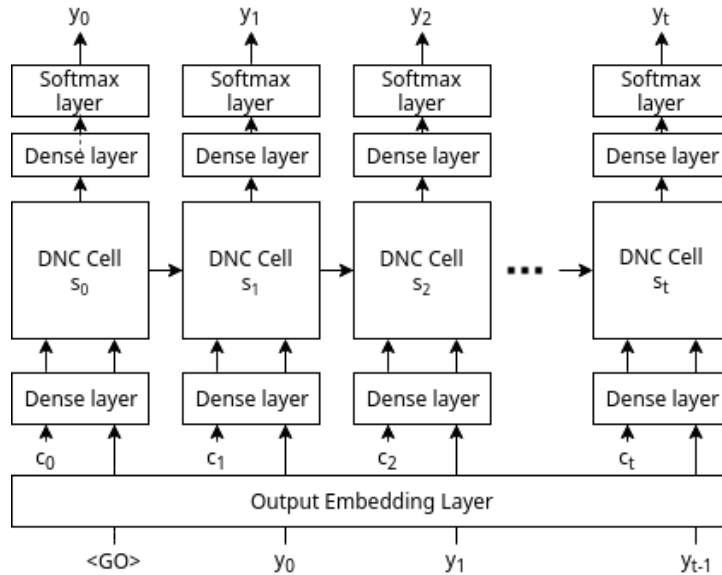 y0 y1 y2 yt
Softmax layer Softmax layer Softmax layer Softmax layer
Dense layer Dense layer Dense layer Dense layer
DNC Cell DNC Cell DNC Cell DNC Cell
s0 s1 s2 ... st
Dense layer Dense layer Dense layer Dense layer
c0 c1 c2 ct
Output Embedding Layer
<GO> y0 y1 yt-1